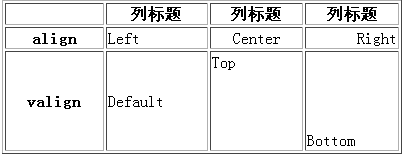 列标题 列标题 列标题
align Left Center Right
valign Default Top Bottom